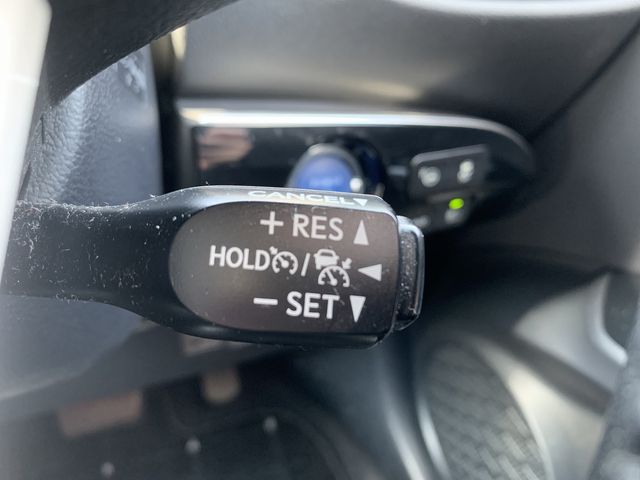 CANCEL▼
+ RES ▲
HOLD / ◀
− SET ▼